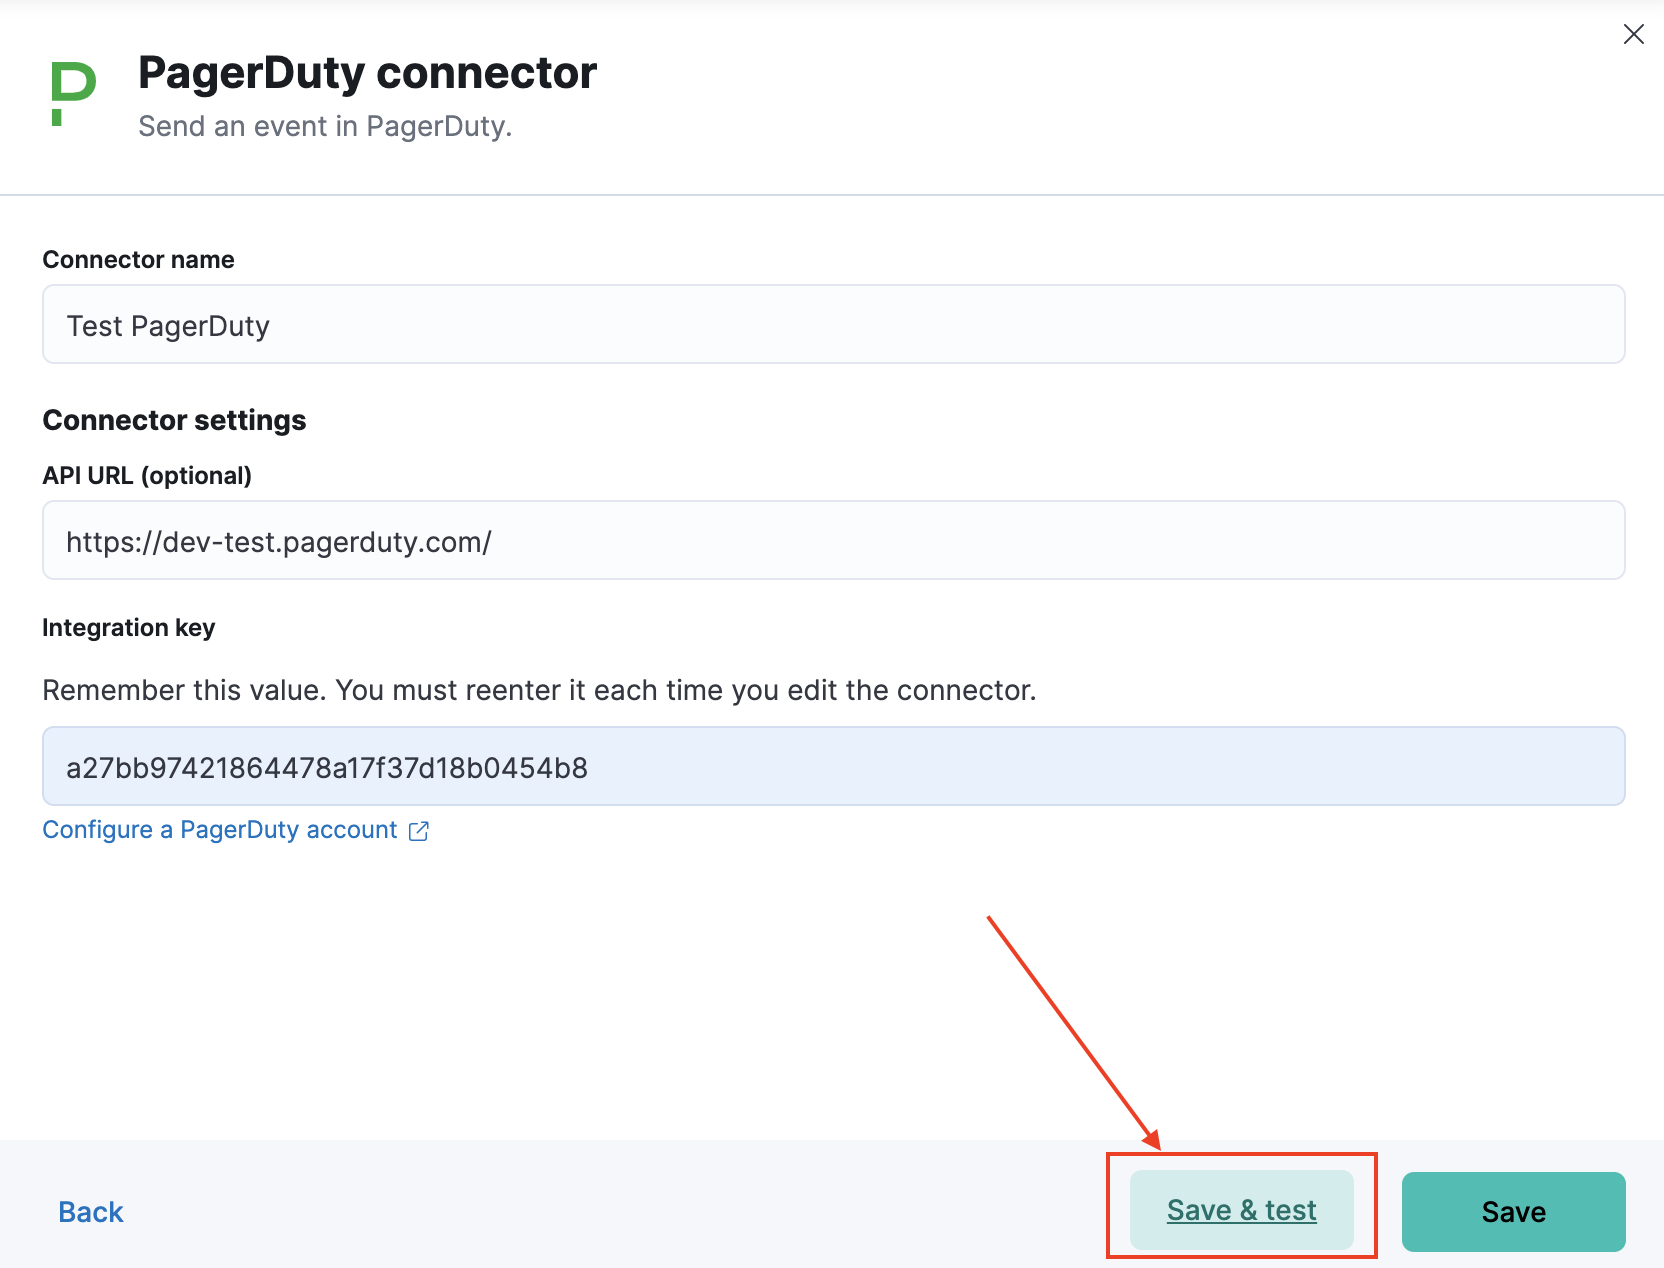 PagerDuty connector
Send an event in PagerDuty.
Connector name
Test PagerDuty
Connector settings
API URL (optional)
https://dev-test.pagerduty.com/
Integration key
Remember this value. You must reenter it each time you edit the connector.
a27bb97421864478a17f37d18b0454b8
Configure a PagerDuty account
Back
Save & test
Save